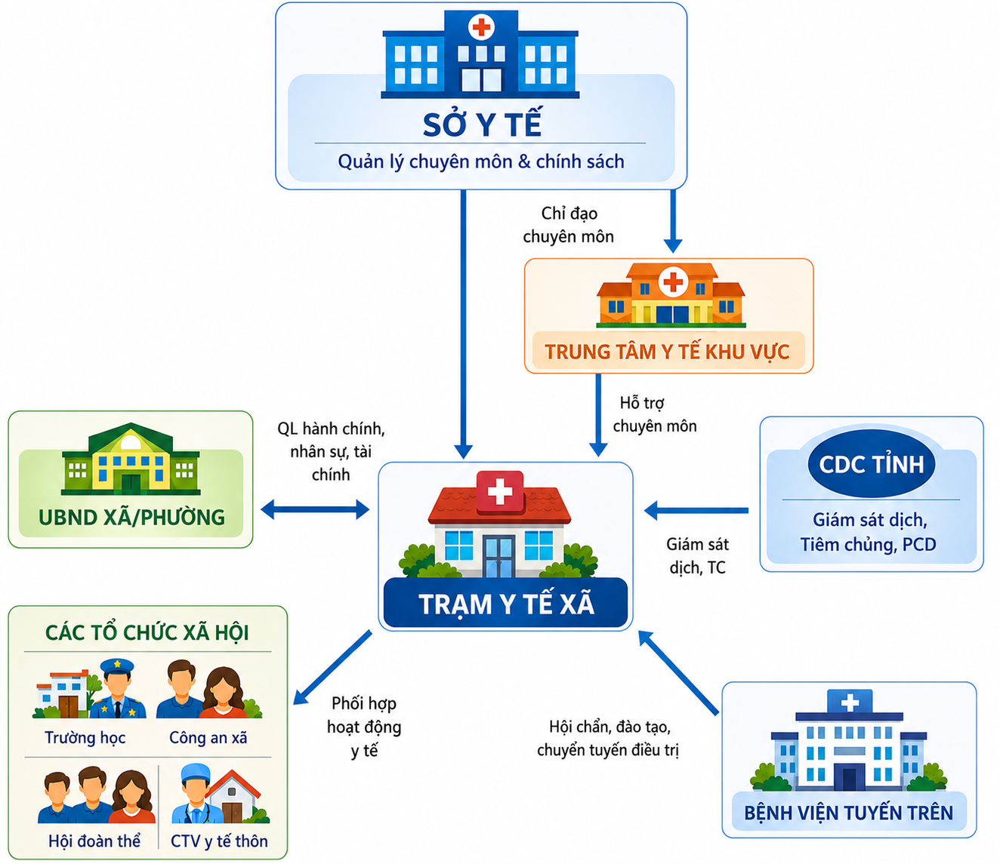 SỞ Y TẾ
Quản lý chuyên môn & chính sách
Chỉ đạo
chuyên môn
TRUNG TÂM Y TẾ KHU VỰC
Hỗ trợ
chuyên môn
QL hành chính,
nhân sự, tài
chính
UBND XÃ/PHƯỜNG
CDC TỈNH
Giám sát dịch,
Tiêm chủng, PCD
Giám sát
dịch, TC
TRẠM Y TẾ XÃ
CÁC TỔ CHỨC XÃ HỘI
Trường học
Công an xã
Hội đoàn thể
CTV y tế thôn
Phối hợp
hoạt động
y tế
Hội chẩn, đào tạo,
chuyển tuyến điều trị
BỆNH VIỆN TUYẾN TRÊN